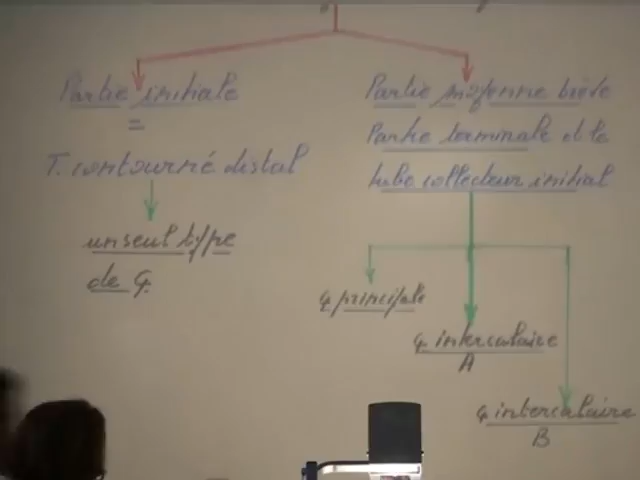 Partie initiale
=
T. contourné distal
un seul type
de ç.
Partie moyenne brève
Partie terminale et le
tube collecteur initial
ç principale
ç intercalaire
A
ç intercalaire
B